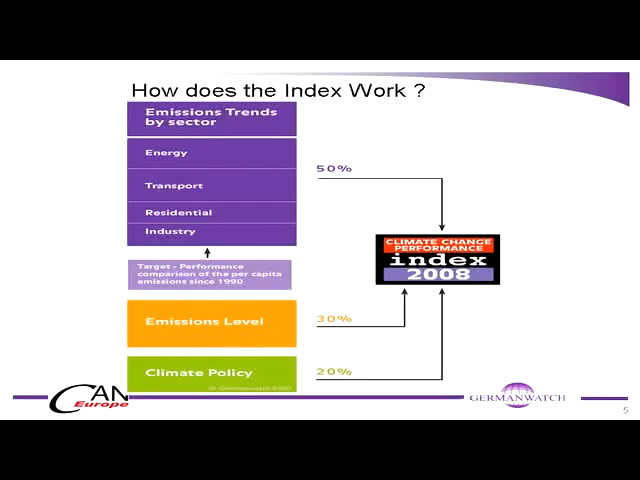 How does the Index Work ?
Emissions Trends
by sector
Energy
50%
Transport
Residential
Industry
CLIMATE CHANGE
PERFORMANCE
index
2008
Target - Performance
comparison of the per capita
emissions since 1990
Emissions Level
30%
Climate Policy
20%
© Germanwatch 2007
CAN
Europe
GERMANWATCH
5